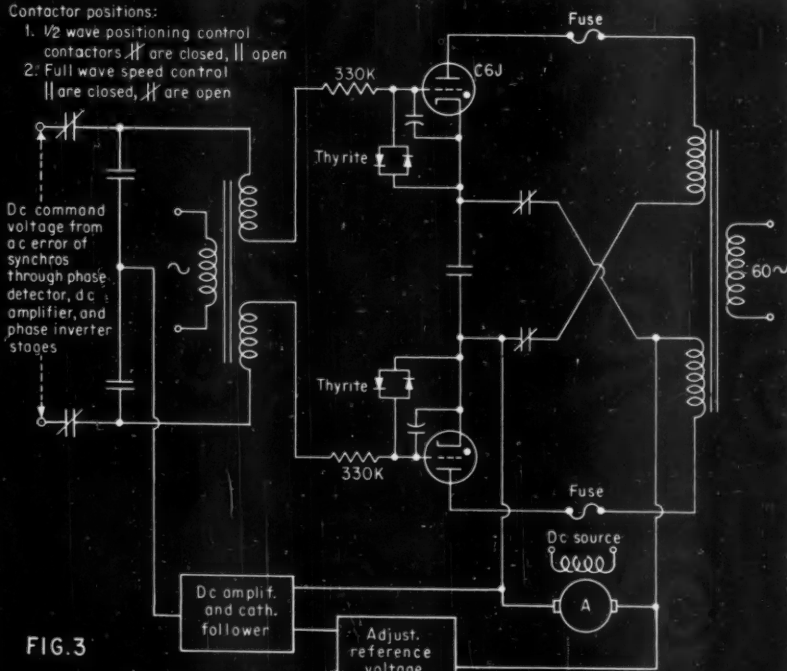 Contactor positions:
1. 1/2 wave positioning control
contactors are closed, || open
2. Full wave speed control
|| are closed, are open
Fuse
330K
C6J
Thyrite
Dc command
voltage from
ac error of
synchros
through phase
detector, dc
amplifier, and
phase inverter
stages
~
60~
Thyrite
330K
Fuse
Dc source
A
Dc amplif.
and cath.
follower
Adjust.
reference
voltage
FIG.3